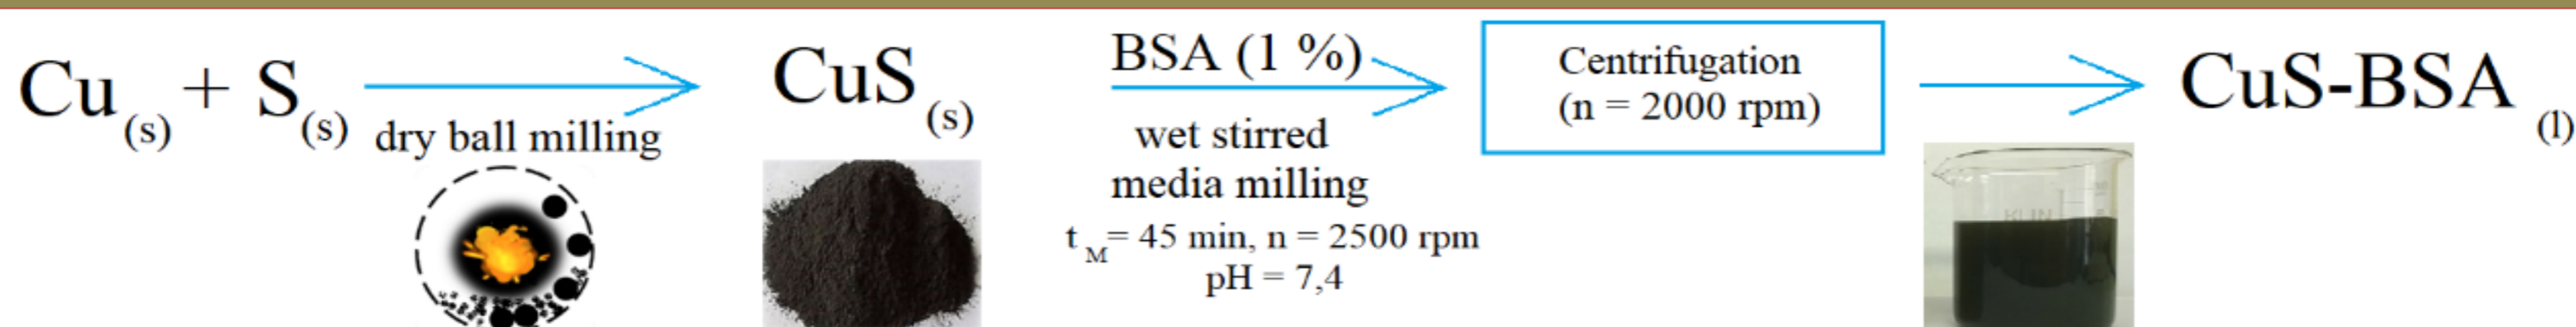 Cu (s) + S (s)
dry ball milling
CuS (s)
BSA (1 %)
wet stirred
media milling
t M = 45 min, n = 2500 rpm
pH = 7,4
Centrifugation
(n = 2000 rpm)
CuS-BSA (l)